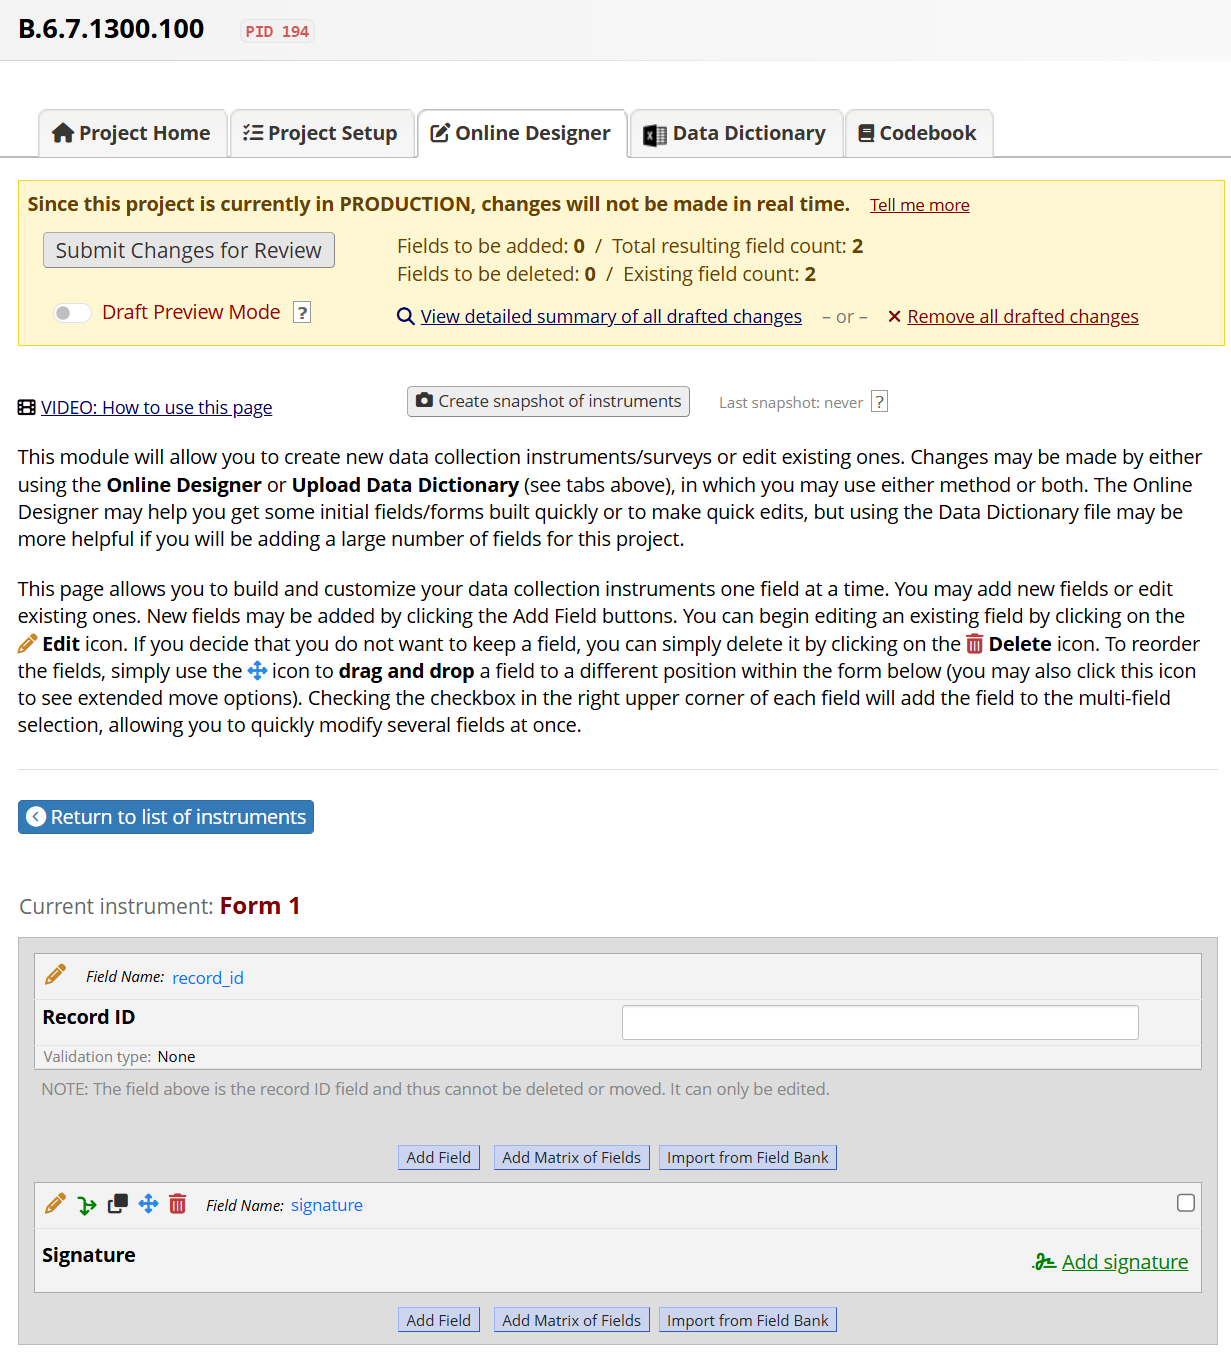 B.6.7.1300.100 PID 194
Project Home Project Setup Online Designer Data Dictionary Codebook
Since this project is currently in PRODUCTION, changes will not be made in real time. Tell me more
Submit Changes for Review
Fields to be added: 0 / Total resulting field count: 2
Fields to be deleted: 0 / Existing field count: 2
Draft Preview Mode ?
View detailed summary of all drafted changes – or – Remove all drafted changes
VIDEO: How to use this page Create snapshot of instruments Last snapshot: never ?
This module will allow you to create new data collection instruments/surveys or edit existing ones. Changes may be made by either
using the Online Designer or Upload Data Dictionary (see tabs above), in which you may use either method or both. The Online
Designer may help you get some initial fields/forms built quickly or to make quick edits, but using the Data Dictionary file may be
more helpful if you will be adding a large number of fields for this project.
This page allows you to build and customize your data collection instruments one field at a time. You may add new fields or edit
existing ones. New fields may be added by clicking the Add Field buttons. You can begin editing an existing field by clicking on the
Edit icon. If you decide that you do not want to keep a field, you can simply delete it by clicking on the Delete icon. To reorder
the fields, simply use the icon to drag and drop a field to a different position within the form below (you may also click this icon
to see extended move options). Checking the checkbox in the right upper corner of each field will add the field to the multi-field
selection, allowing you to quickly modify several fields at once.
Return to list of instruments
Current instrument: Form 1
Field Name: record_id
Record ID
Validation type: None
NOTE: The field above is the record ID field and thus cannot be deleted or moved. It can only be edited.
Add Field Add Matrix of Fields Import from Field Bank
Field Name: signature
Signature
Add signature
Add Field Add Matrix of Fields Import from Field Bank